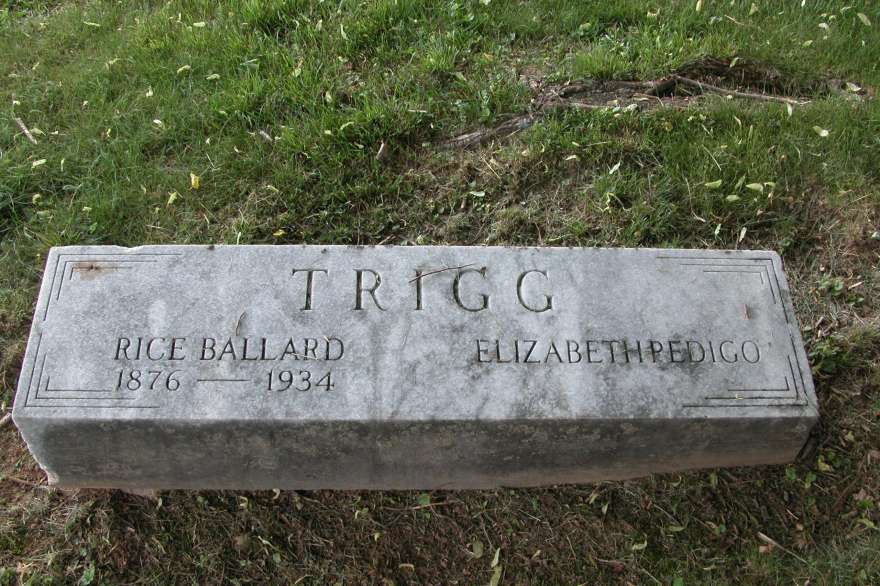 TRIGG
RICE BALLARD
1876 — 1934
ELIZABETH PEDIGO